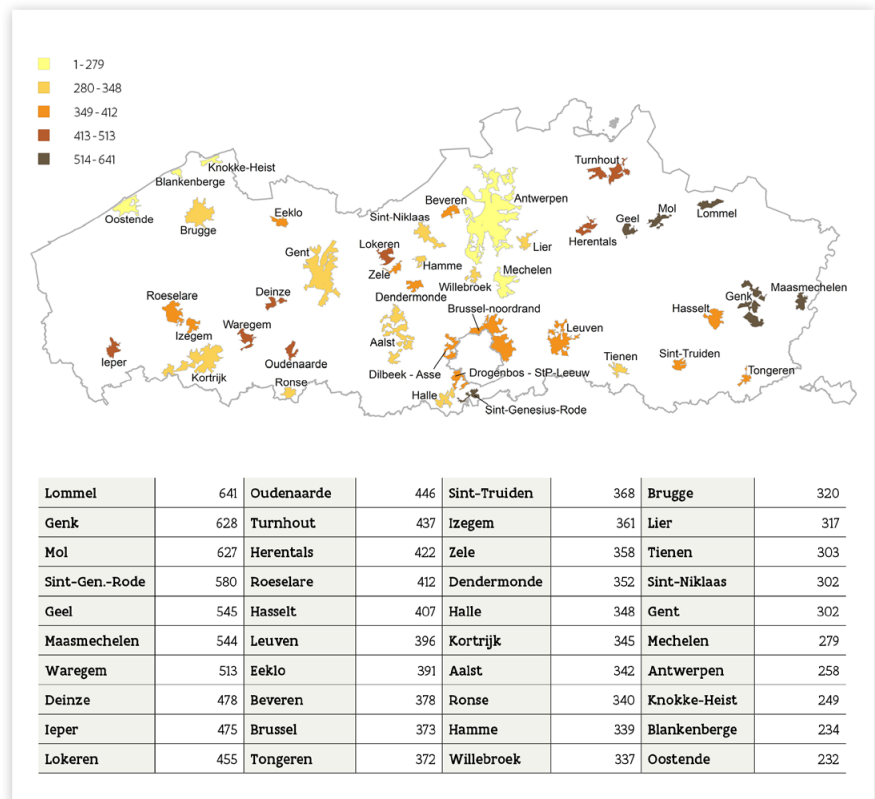 1-279
280-348
349-412
413-513
514-641
Turnhout
Knokke-Heist
Blankenberge
Oostende
Brugge
Eeklo
Beveren
Antwerpen
Sint-Niklaas
Geel
Mol
Lommel
Herentals
Lier
Lokeren
Gent
Hamme
Zele
Mechelen
Willebroek
Dendermonde
Deinze
Roeselare
Genk
Maasmechelen
Brussel-noordrand
Hasselt
Waregem
Izegem
Leuven
Aalst
Ieper
Oudenaarde
Tienen
Sint-Truiden
Kortrijk
Dilbeek - Asse
Drogenbos - StP-Leeuw
Tongeren
Ronse
Halle
Sint-Genesius-Rode
Lommel 641 Oudenaarde 446 Sint-Truiden 368 Brugge 320
Genk 628 Turnhout 437 Izegem 361 Lier 317
Mol 627 Herentals 422 Zele 358 Tienen 303
Sint-Gen.-Rode 580 Roeselare 412 Dendermonde 352 Sint-Niklaas 302
Geel 545 Hasselt 407 Halle 348 Gent 302
Maasmechelen 544 Leuven 396 Kortrijk 345 Mechelen 279
Waregem 513 Eeklo 391 Aalst 342 Antwerpen 258
Deinze 478 Beveren 378 Ronse 340 Knokke-Heist 249
Ieper 475 Brussel 373 Hamme 339 Blankenberge 234
Lokeren 455 Tongeren 372 Willebroek 337 Oostende 232